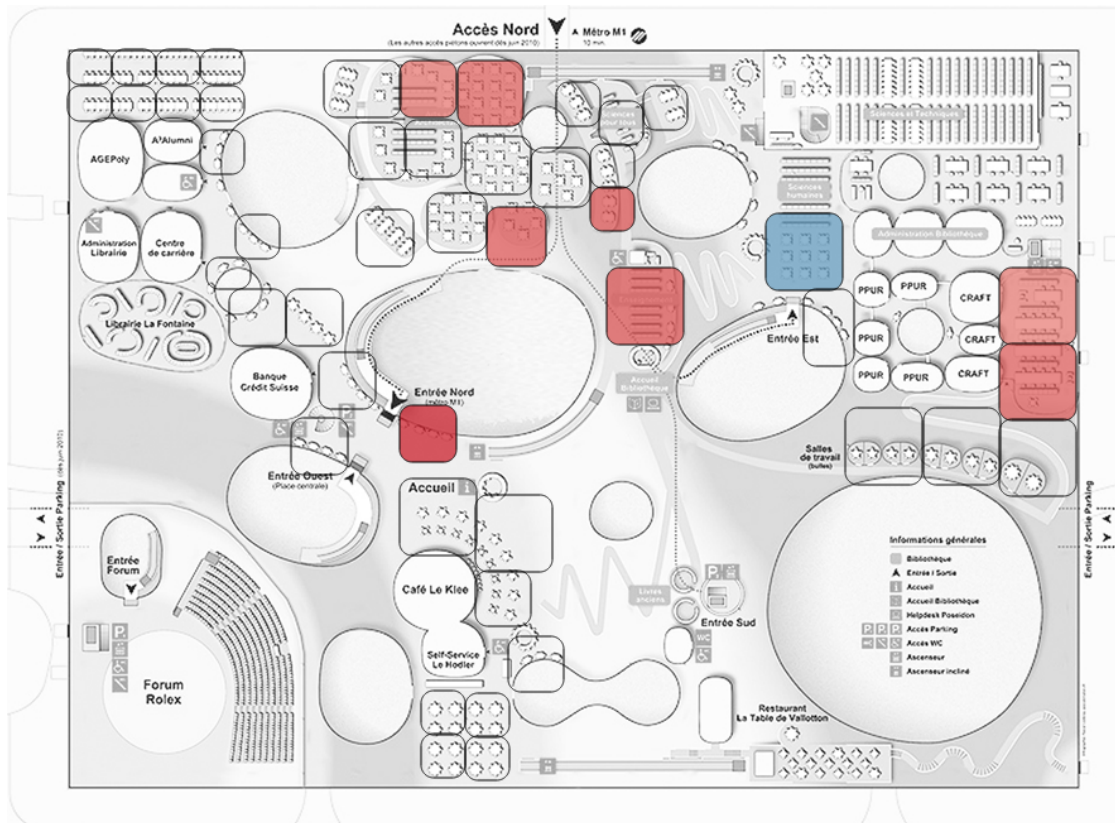 Accès Nord
(Les autres accès piétons ouvrent dès juin 2010)
Métro M1
10 min.
Sciences pour tous
Sciences et Techniques
A³Alumni
AGEPoly
Sciences humaines
Administration
Librairie
Centre
de carrière
Administration Bibliothèque
PPUR
PPUR
CRAFT
Librairie La Fontaine
PPUR
CRAFT
Entrée Est
Banque
Crédit Suisse
Accueil
Bibliothèque
PPUR
PPUR
CRAFT
Entrée Nord
(métro M1)
Salles
de travail
(bulles)
Entrée Ouest
(Place centrale)
Accueil
Entrée / Sortie Parking (dès juin 2010)
Entrée / Sortie Parking
Entrée
Forum
Informations générales
Bibliothèque
Entrée / Sortie
Accueil
Accueil Bibliothèque
Helpdesk Poseidon
Accès Parking
Accès WC
Ascenseur
Ascenseur incliné
Café Le Klee
Livres
anciens
Entrée Sud
WC
Self-Service
Le Hodler
Forum
Rolex
Restaurant
La Table de Vallotton